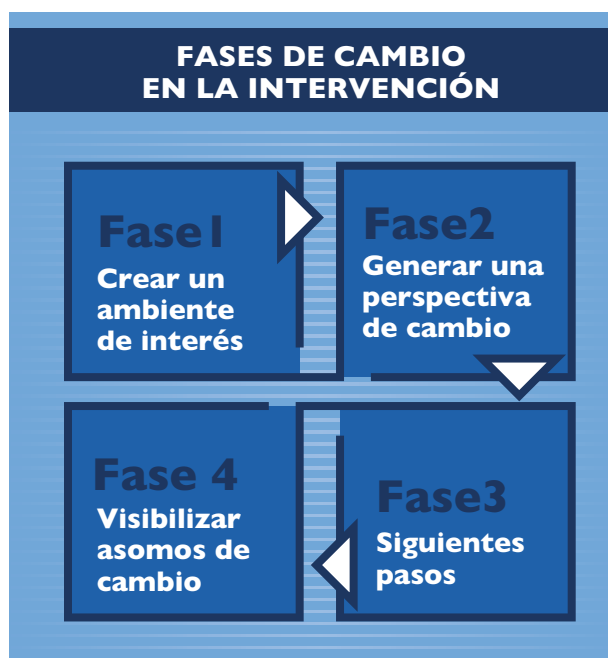 FASES DE CAMBIO
EN LA INTERVENCIÓN
Fase1
Crear un
ambiente
de interés
Fase2
Generar una
perspectiva
de cambio
Fase3
Siguientes
pasos
Fase 4
Visibilizar
asomos de
cambio